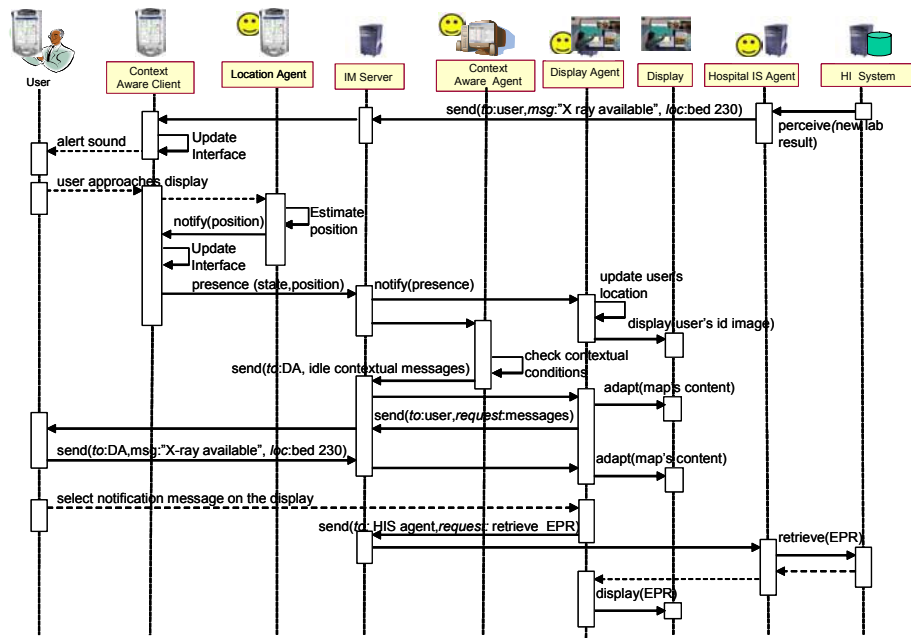 User
Context
Aware Client
Location Agent
IM Server
Context
Aware Agent
Display Agent
Display
Hospital IS Agent
HI System
send(to:user,msg:"X ray available", loc:bed 230)
perceive(new lab
result)
Update
Interface
alert sound
user approaches display
Estimate
position
notify(position)
Update
Interface
presence (state,position)
notify(presence)
update user's
location
display(user's id image)
check contextual
conditions
send(to:DA, idle contextual messages)
adapt(map's content)
send(to:user,request:messages)
send(to:DA,msg:"X-ray available", loc:bed 230)
adapt(map's content)
select notification message on the display
send(to: HIS agent,request: retrieve EPR)
retrieve(EPR)
display(EPR)